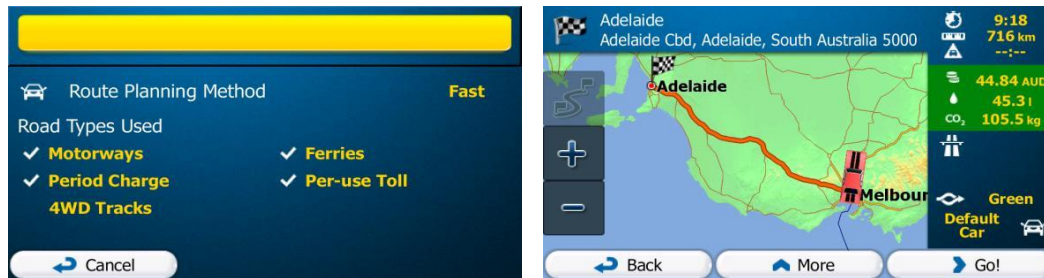 Route Planning Method Fast
Road Types Used
Motorways Ferries
Period Charge Per-use Toll
4WD Tracks
Cancel
Adelaide
Adelaide Cbd, Adelaide, South Australia 5000
9:18
716 km
--:--
Adelaide
44.84 AUD
45.3 l
CO₂ 105.5 kg
Melbour
Green
Default
Car
Back More Go!